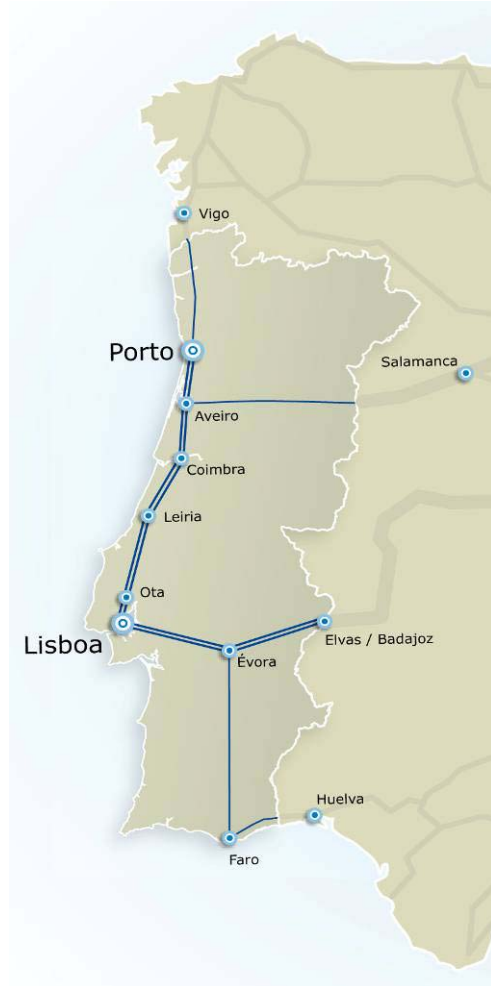 Vigo
Porto
Salamanca
Aveiro
Coimbra
Leiria
Ota
Lisboa
Elvas / Badajoz
Évora
Huelva
Faro